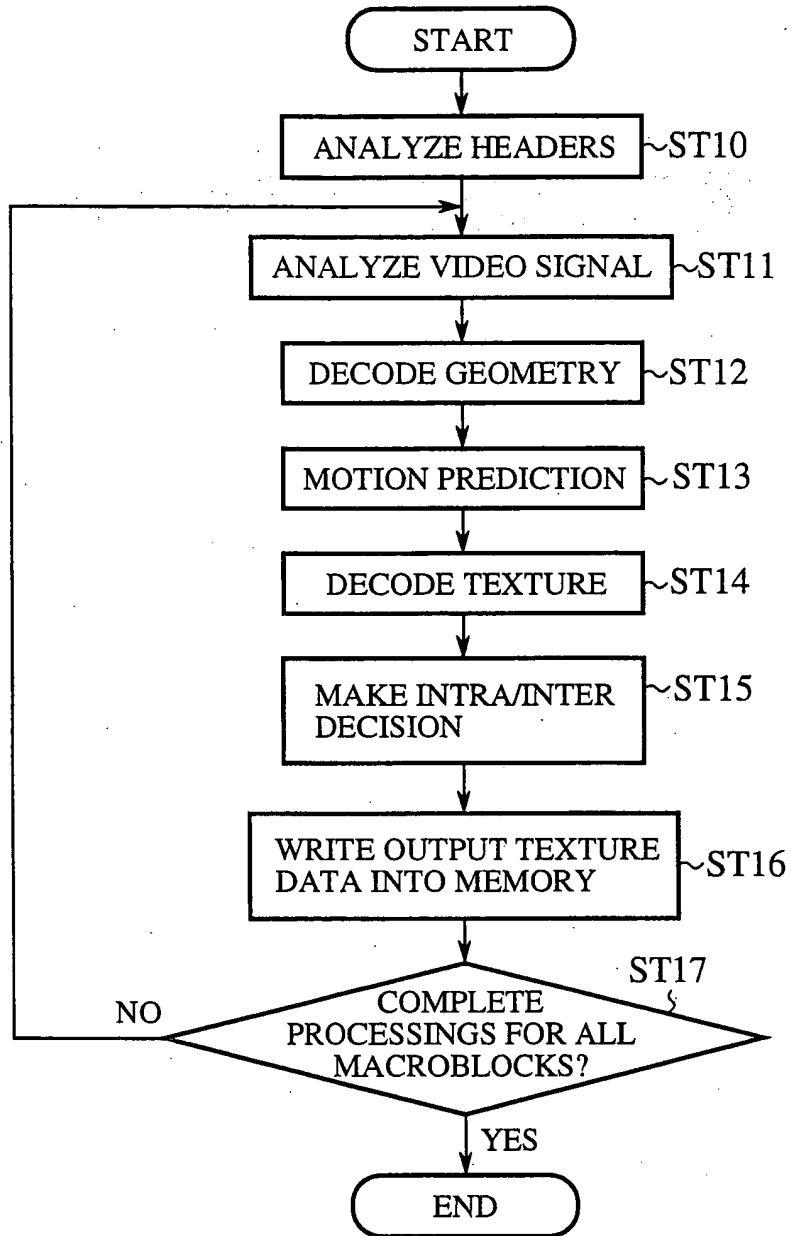 START
ANALYZE HEADERS
ST10
ANALYZE VIDEO SIGNAL
ST11
DECODE GEOMETRY
ST12
MOTION PREDICTION
ST13
DECODE TEXTURE
ST14
MAKE INTRA/INTER
DECISION
ST15
WRITE OUTPUT TEXTURE
DATA INTO MEMORY
ST16
ST17
NO
COMPLETE
PROCESSINGS FOR ALL
MACROBLOCKS?
YES
END